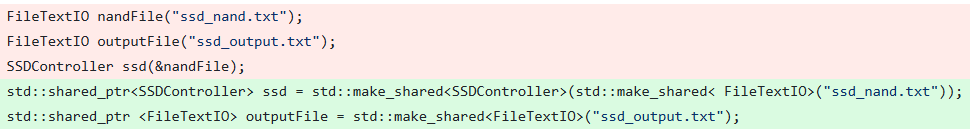 FileTextIO nandFile("ssd_nand.txt");
FileTextIO outputFile("ssd_output.txt");
SSDController ssd(&nandFile);
std::shared_ptr<SSDController> ssd = std::make_shared<SSDController>(std::make_shared< FileTextIO>("ssd_nand.txt"));
std::shared_ptr <FileTextIO> outputFile = std::make_shared<FileTextIO>("ssd_output.txt");